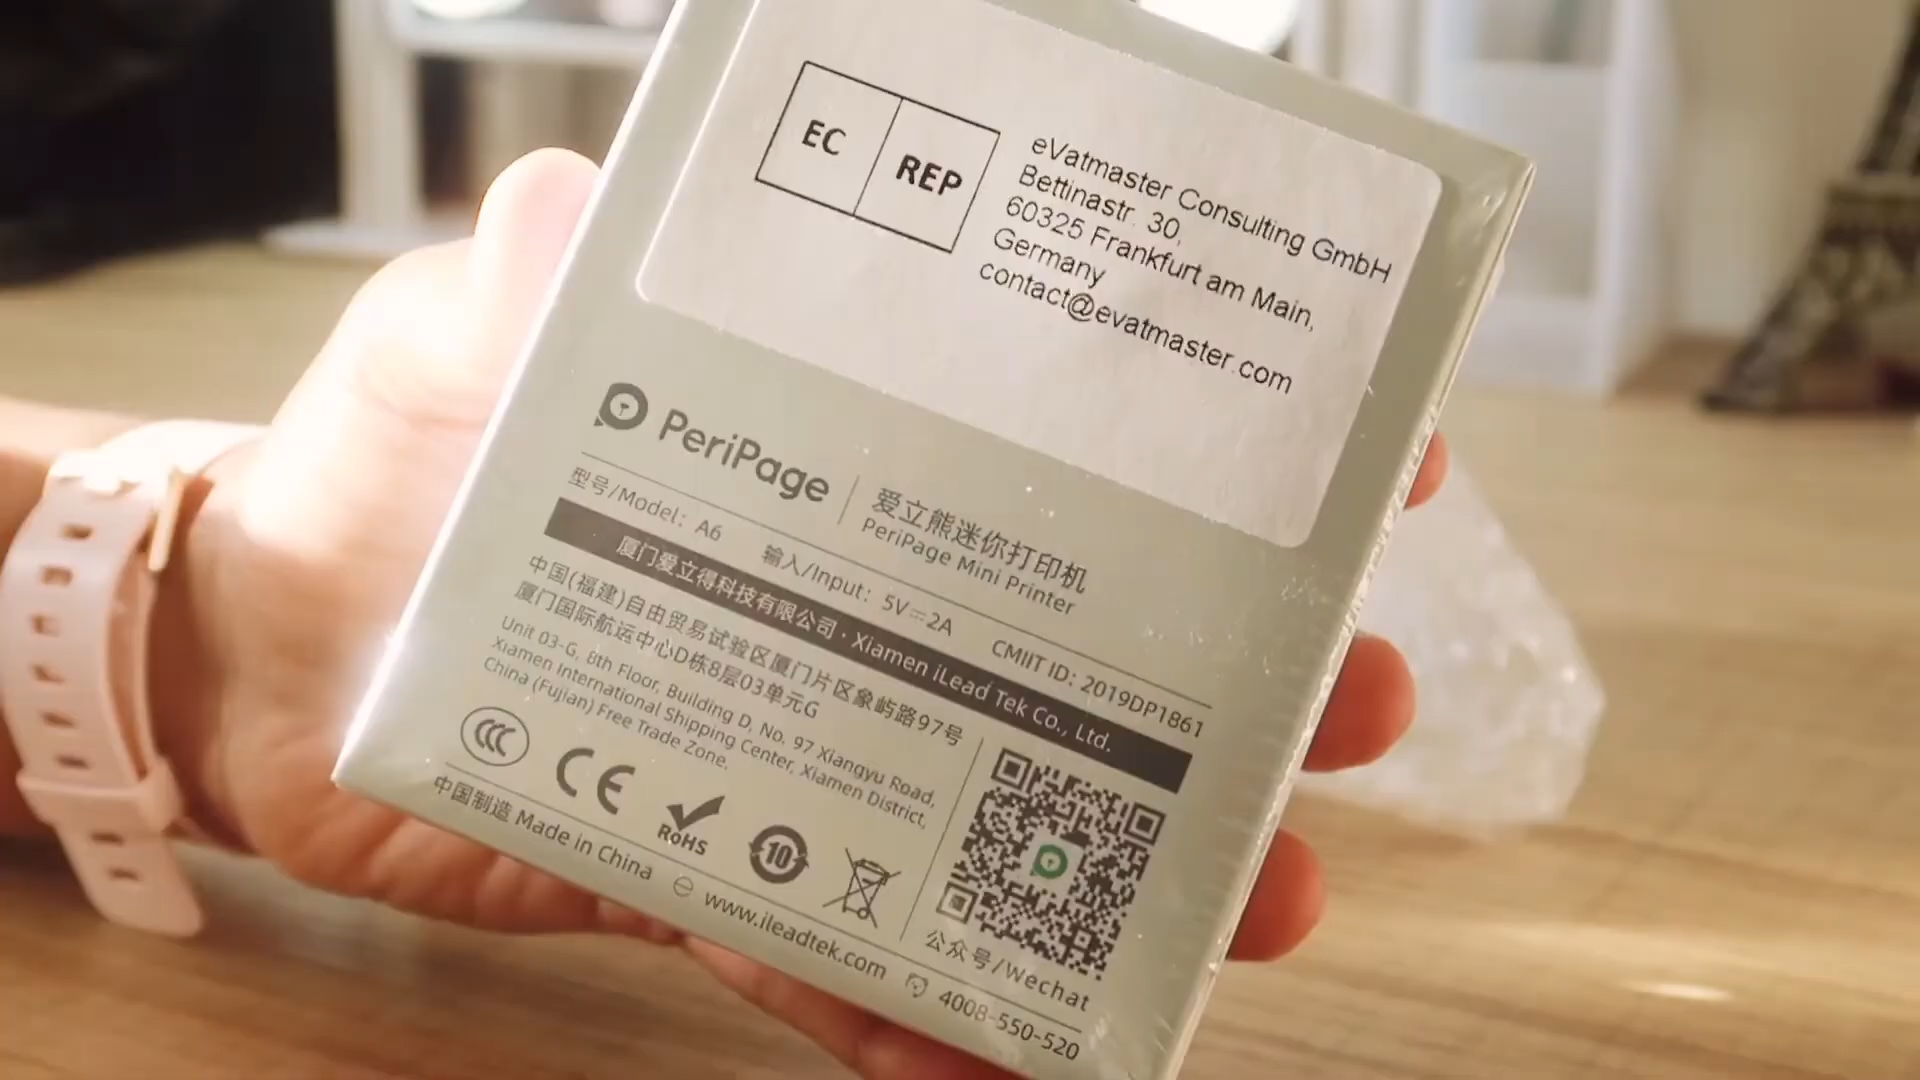 EC REP
eVatmaster Consulting GmbH
Bettinastr. 30,
60325 Frankfurt am Main,
Germany
contact@evatmaster.com
PeriPage
爱立熊迷你打印机
PeriPage Mini Printer
型号/Model: A6 输入/Input: 5V⎓2A CMIIT ID: 2019DP1861
厦门爱立得科技有限公司 · Xiamen iLead Tek Co., Ltd.
中国(福建)自由贸易试验区厦门片区象屿路97号
厦门国际航运中心D栋8层03单元G
Unit 03-G, 8th Floor, Building D, No. 97 Xiangyu Road,
Xiamen International Shipping Center, Xiamen District,
China (Fujian) Free Trade Zone.
CCC CE RoHS 10
公众号/Wechat
中国制造 Made in China www.ileadtek.com 4008-550-520